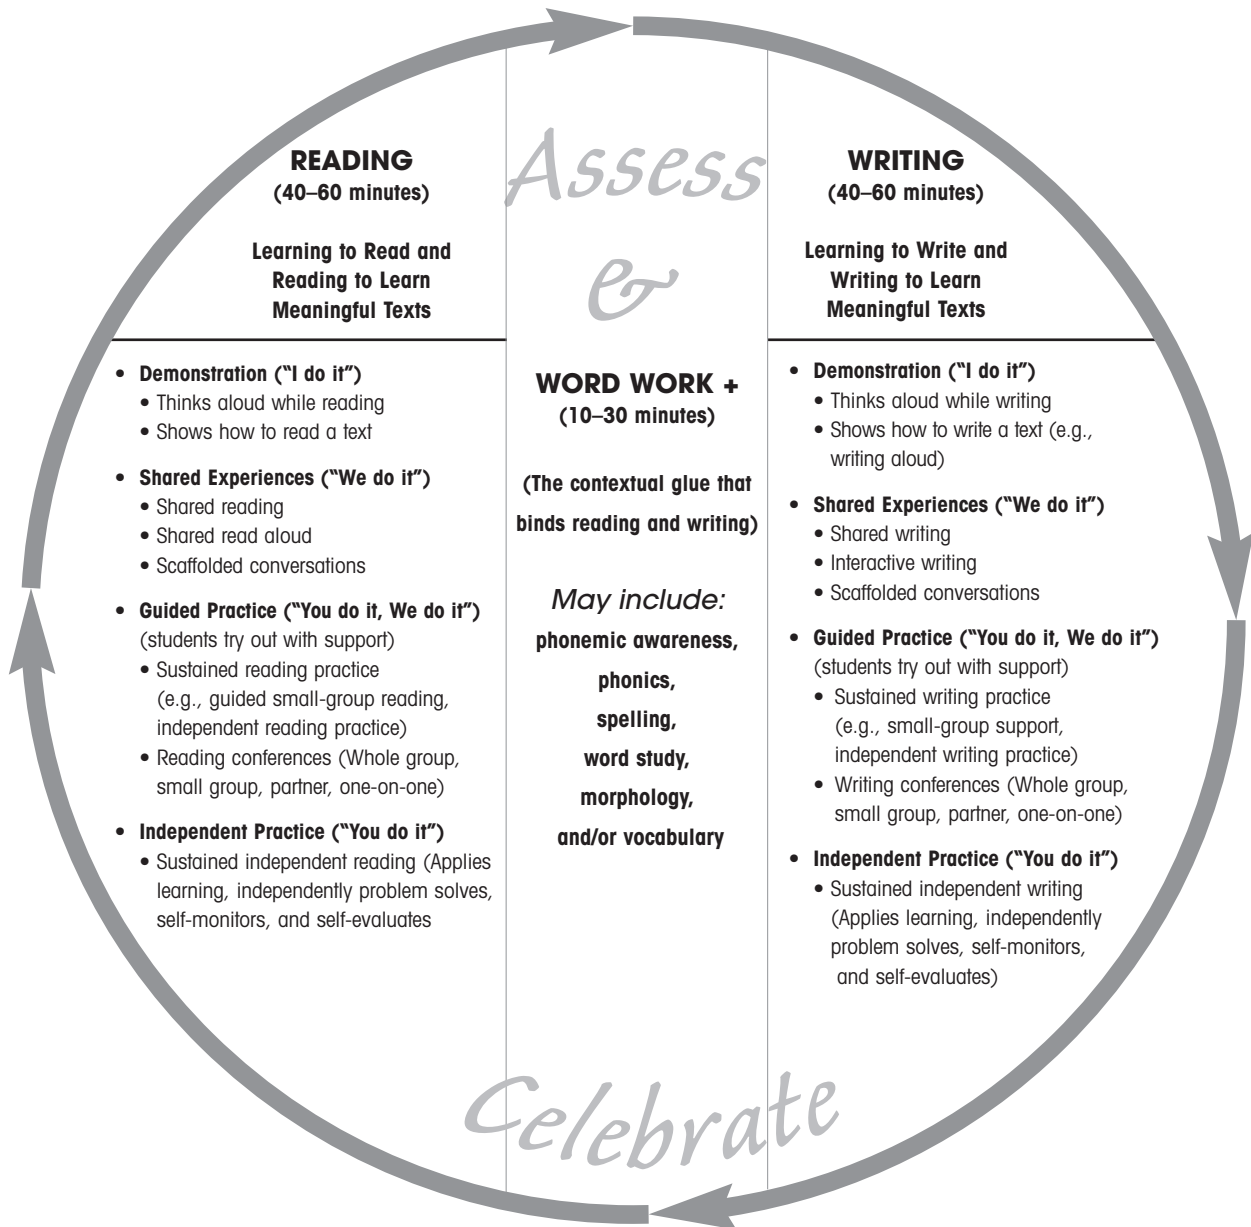 READING
(40–60 minutes)
Learning to Read and
Reading to Learn
Meaningful Texts
• Demonstration (“I do it”)
• Thinks aloud while reading
• Shows how to read a text
• Shared Experiences (“We do it”)
• Shared reading
• Shared read aloud
• Scaffolded conversations
• Guided Practice (“You do it, We do it”)
(students try out with support)
• Sustained reading practice
(e.g., guided small-group reading,
independent reading practice)
• Reading conferences (Whole group,
small group, partner, one-on-one)
• Independent Practice (“You do it”)
• Sustained independent reading (Applies
learning, independently problem solves,
self-monitors, and self-evaluates
Assess
&
WORD WORK +
(10–30 minutes)
(The contextual glue that
binds reading and writing)
May include:
phonemic awareness,
phonics,
spelling,
word study,
morphology,
and/or vocabulary
Celebrate
WRITING
(40–60 minutes)
Learning to Write and
Writing to Learn
Meaningful Texts
• Demonstration (“I do it”)
• Thinks aloud while writing
• Shows how to write a text (e.g.,
writing aloud)
• Shared Experiences (“We do it”)
• Shared writing
• Interactive writing
• Scaffolded conversations
• Guided Practice (“You do it, We do it”)
(students try out with support)
• Sustained writing practice
(e.g., small-group support,
independent writing practice)
• Writing conferences (Whole group,
small group, partner, one-on-one)
• Independent Practice (“You do it”)
• Sustained independent writing
(Applies learning, independently
problem solves, self-monitors,
and self-evaluates)